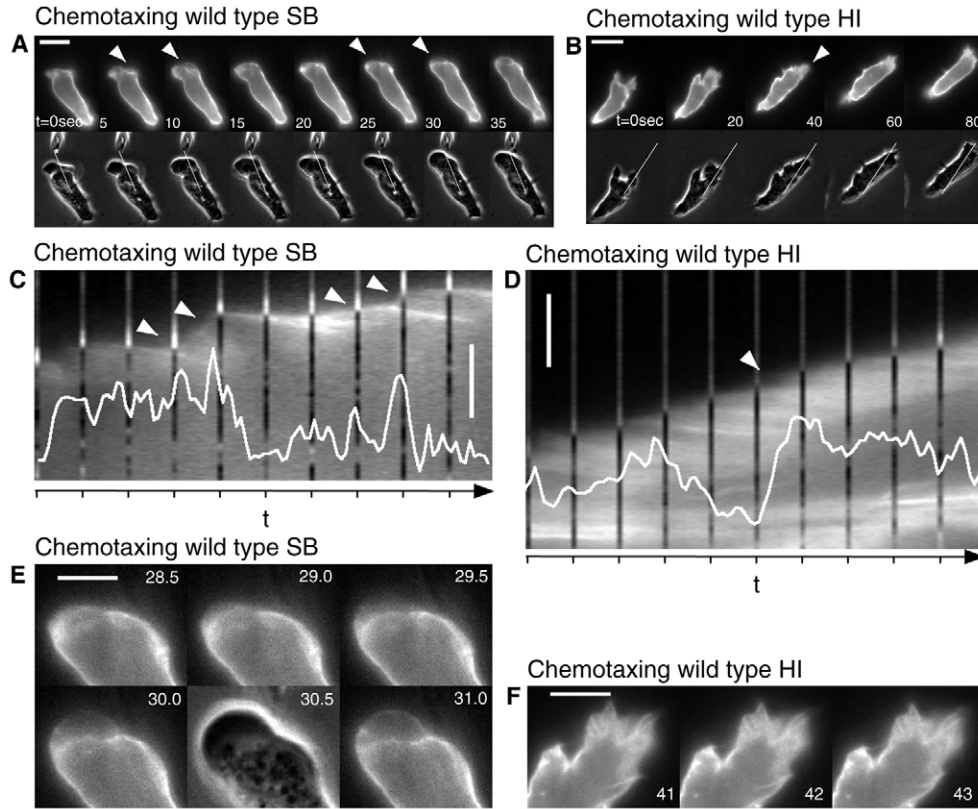 Chemotaxing wild type SB
Chemotaxing wild type HI
A
B
t=0sec 5 10 15 20 25 30 35
t=0sec 20 40 60 80
Chemotaxing wild type SB
Chemotaxing wild type HI
C
D
t
t
Chemotaxing wild type SB
E
28.5 29.0 29.5
30.0 30.5 31.0
Chemotaxing wild type HI
F
41 42 43